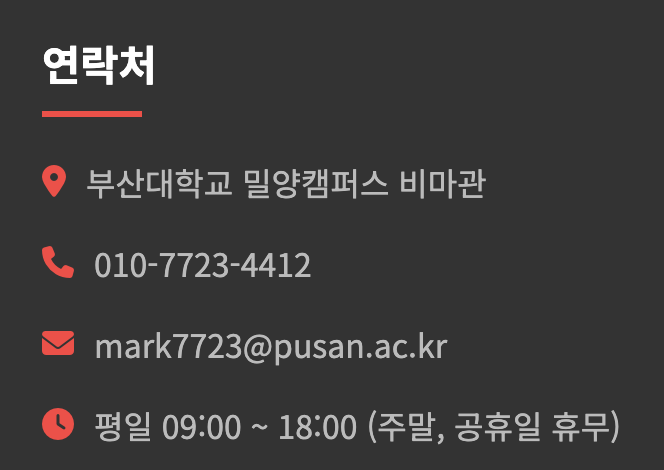 연락처
부산대학교 밀양캠퍼스 비마관
010-7723-4412
mark7723@pusan.ac.kr
평일 09:00 ~ 18:00 (주말, 공휴일 휴무)